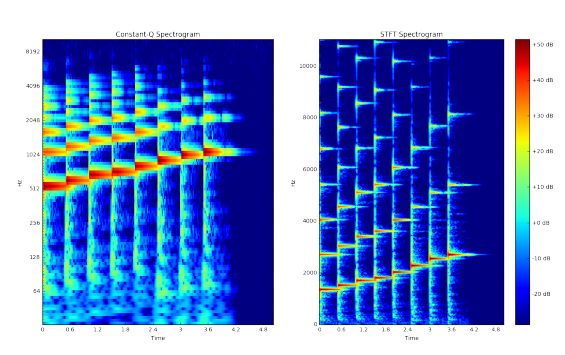 Constant-Q Spectrogram
STFT Spectrogram
8192
4096
2048
1024
512
256
128
64
Hz
0 0.6 1.2 1.8 2.4 3 3.6 4.2 4.8
Time
10000
8000
6000
4000
2000
0
Hz
0 0.6 1.2 1.8 2.4 3 3.6 4.2 4.8
Time
+50 dB
+40 dB
+30 dB
+20 dB
+10 dB
+0 dB
-10 dB
-20 dB